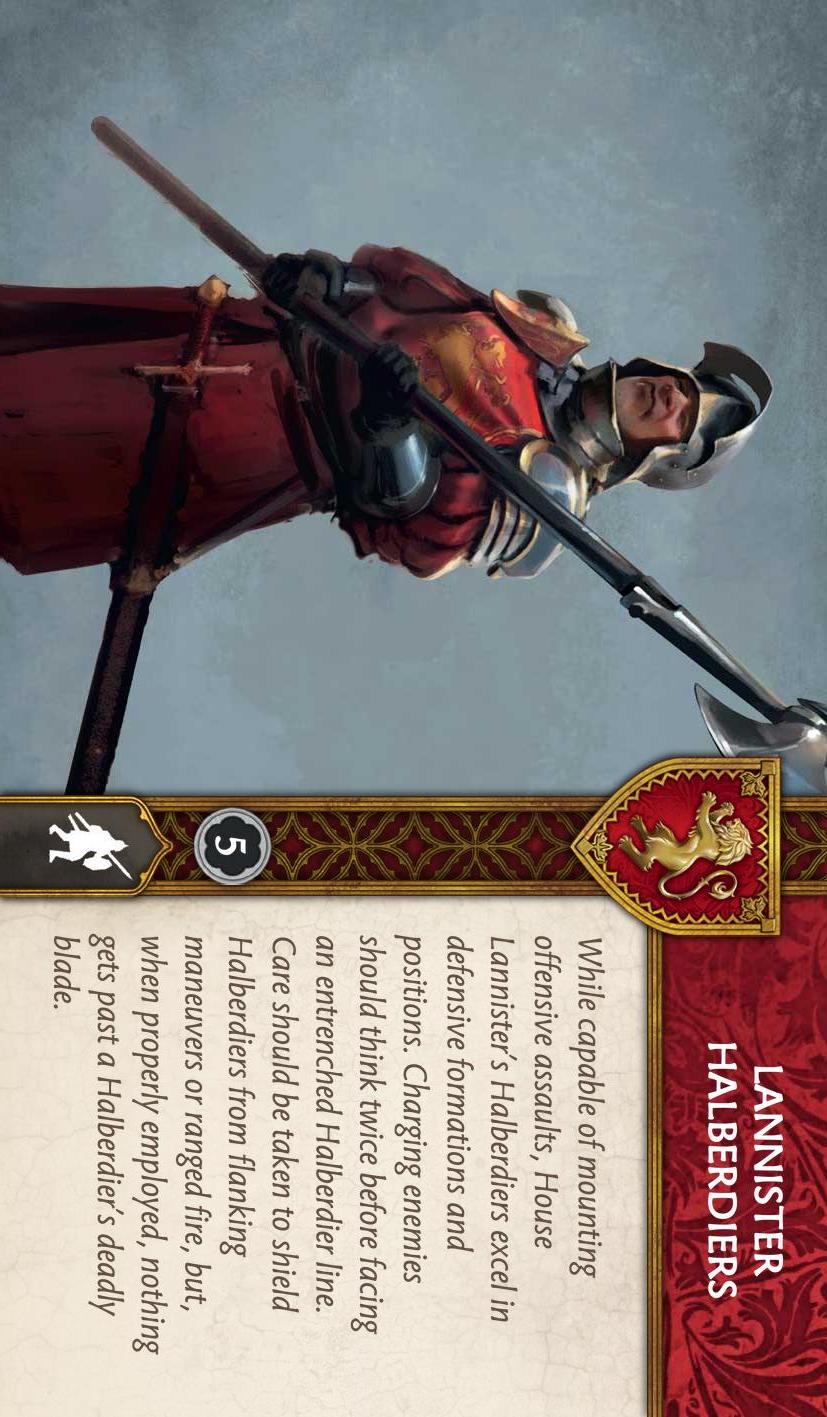 LANNISTER
HALBERDIERS
While capable of mounting
offensive assaults, House
Lannister's Halberdiers excel in
defensive formations and
positions. Charging enemies
should think twice before facing
an entrenched Halberdier line.
Care should be taken to shield
Halberdiers from flanking
maneuvers or ranged fire, but,
when properly employed, nothing
gets past a Halberdier's deadly
blade.
5